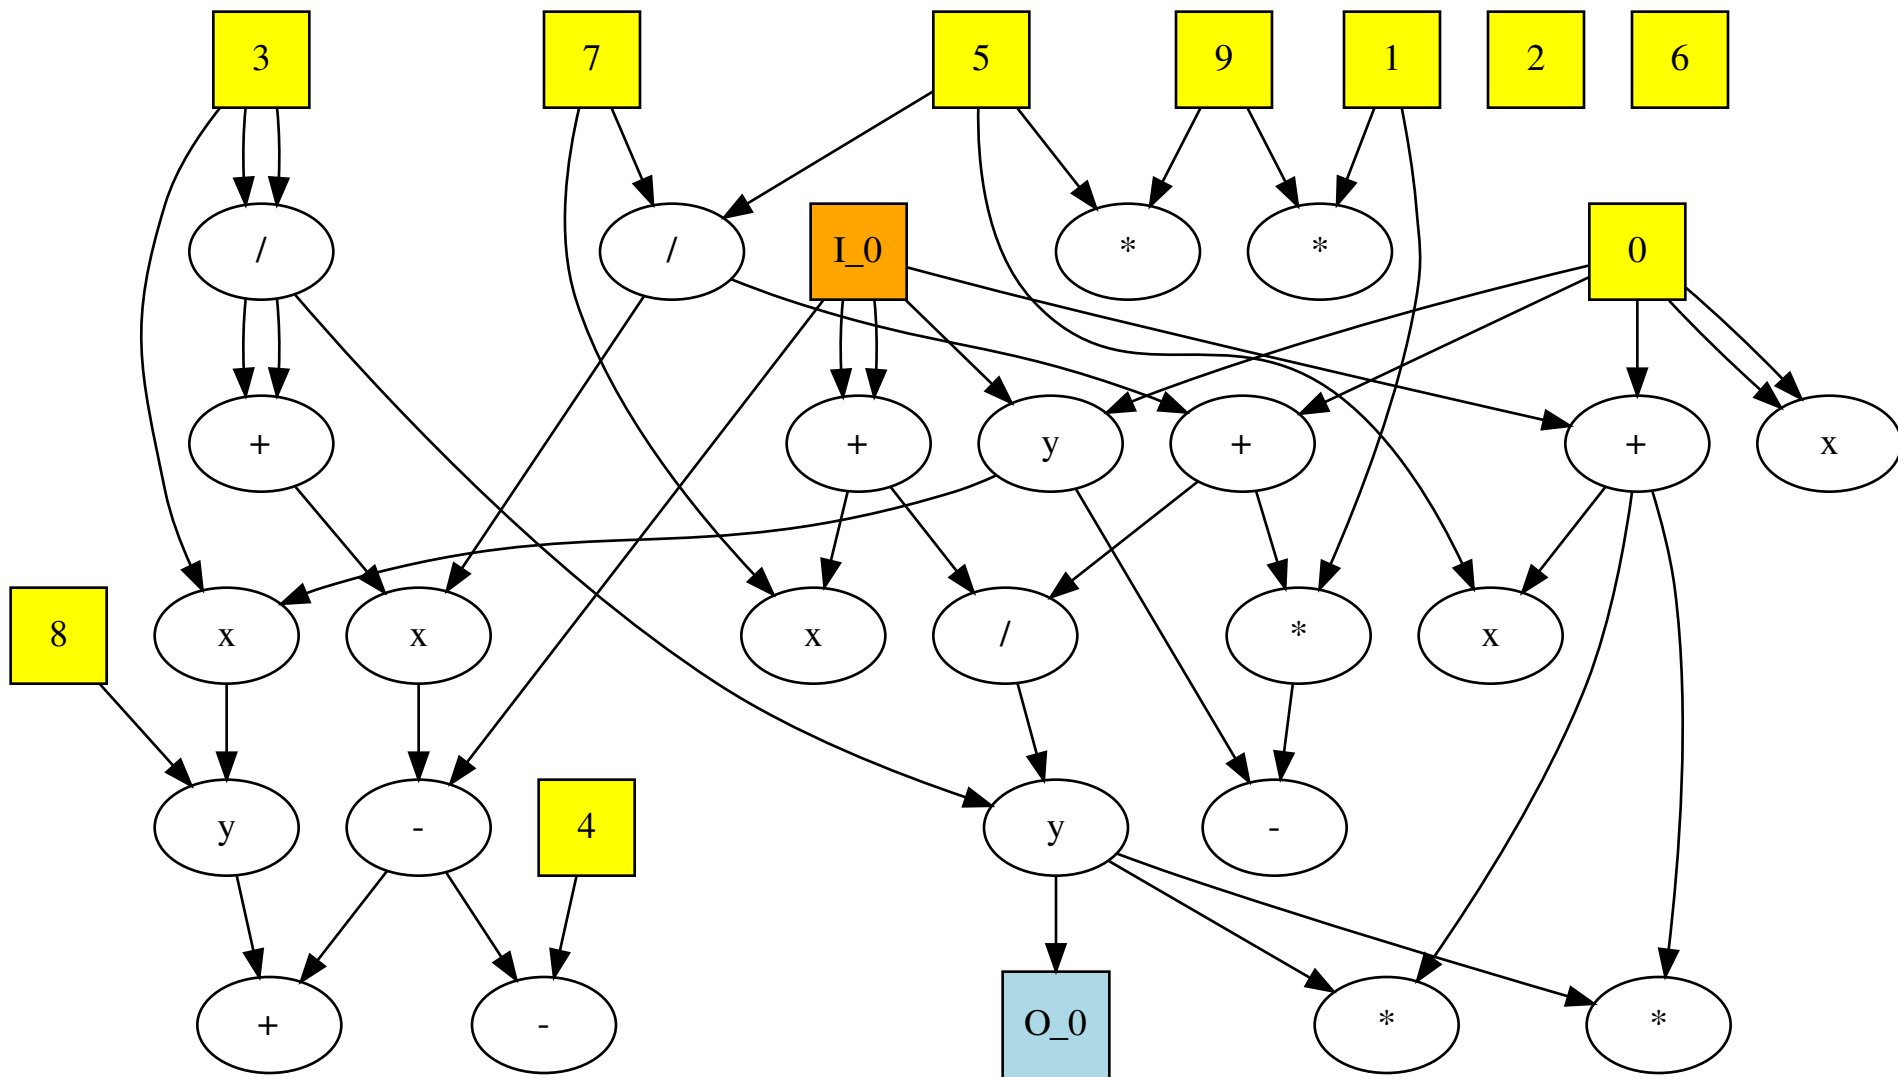 3 7 5 9 1 2 6
/ / I_0 * * 0
+ + y + + x
8 x x x / * x
y - 4 y -
+ - O_0 * *